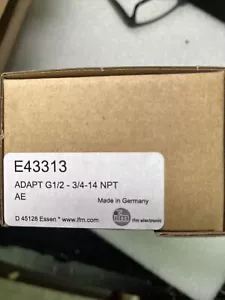 E43313
ADAPT G1/2 - 3/4-14 NPT
AE
Made in Germany
ifm
ifm electronic
D 45128 Essen * www.ifm.com